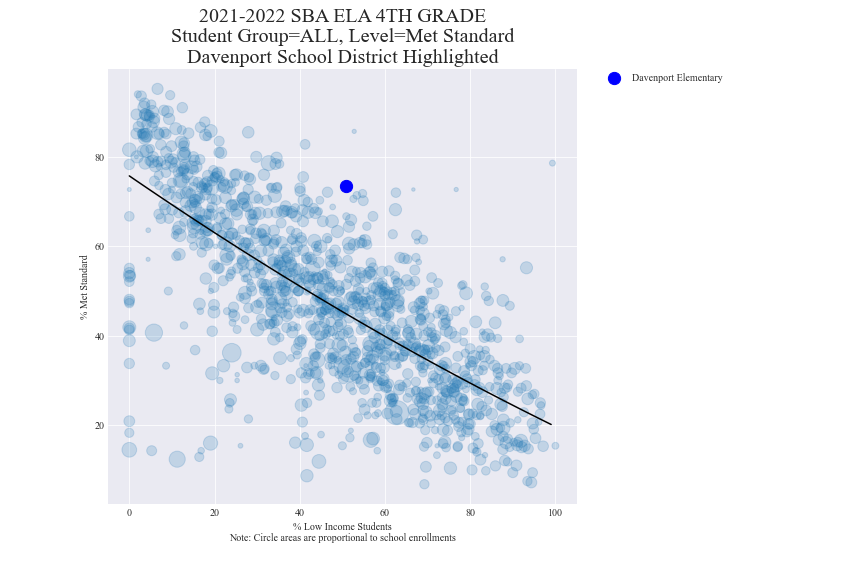 2021-2022 SBA ELA 4TH GRADE
Student Group=ALL, Level=Met Standard
Davenport School District Highlighted
Davenport Elementary
80
60
40
20
% Met Standard
0 20 40 60 80 100
% Low Income Students
Note: Circle areas are proportional to school enrollments